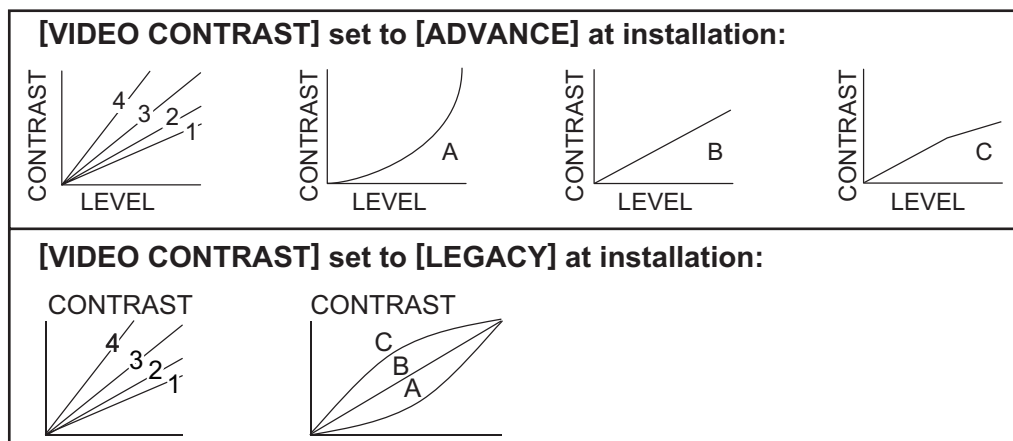 [VIDEO CONTRAST] set to [ADVANCE] at installation:
CONTRAST
4
3
2
1
LEVEL
CONTRAST
A
LEVEL
CONTRAST
B
LEVEL
CONTRAST
C
LEVEL
[VIDEO CONTRAST] set to [LEGACY] at installation:
CONTRAST
4
3
2
1
CONTRAST
C
B
A